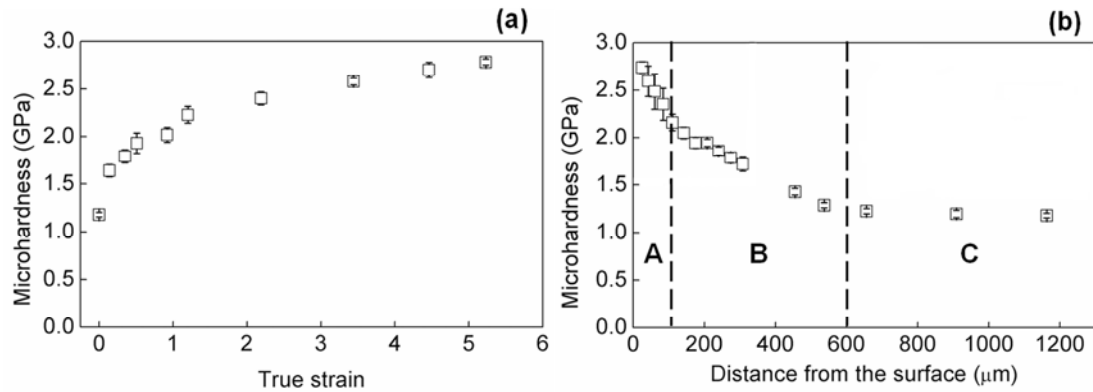 (a)
Microhardness (GPa)
3.0
2.5
2.0
1.5
1.0
0.5
0.0
0 1 2 3 4 5 6
True strain
(b)
Microhardness (GPa)
3.0
2.5
2.0
1.5
1.0
0.5
0.0
A B C
0 200 400 600 800 1000 1200
Distance from the surface (μm)